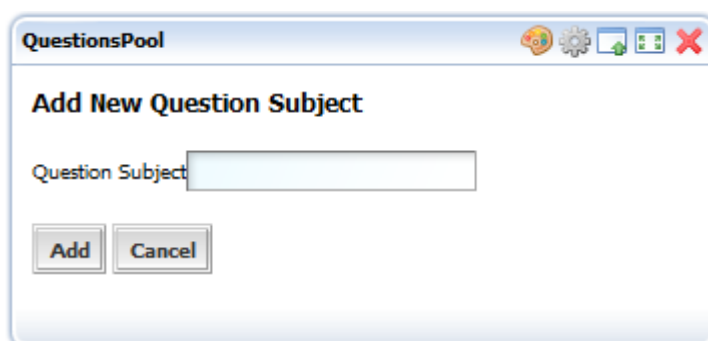 QuestionsPool
Add New Question Subject
Question Subject
Add Cancel